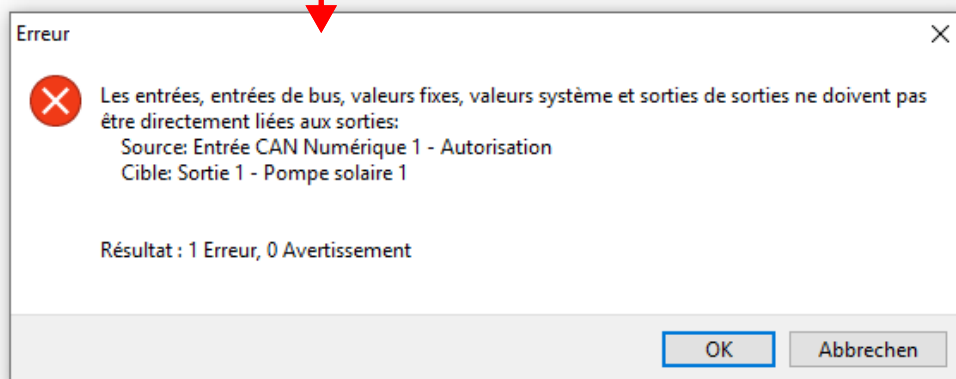 Erreur
Les entrées, entrées de bus, valeurs fixes, valeurs système et sorties de sorties ne doivent pas
être directement liées aux sorties:
Source: Entrée CAN Numérique 1 - Autorisation
Cible: Sortie 1 - Pompe solaire 1
Résultat : 1 Erreur, 0 Avertissement
OK
Abbrechen